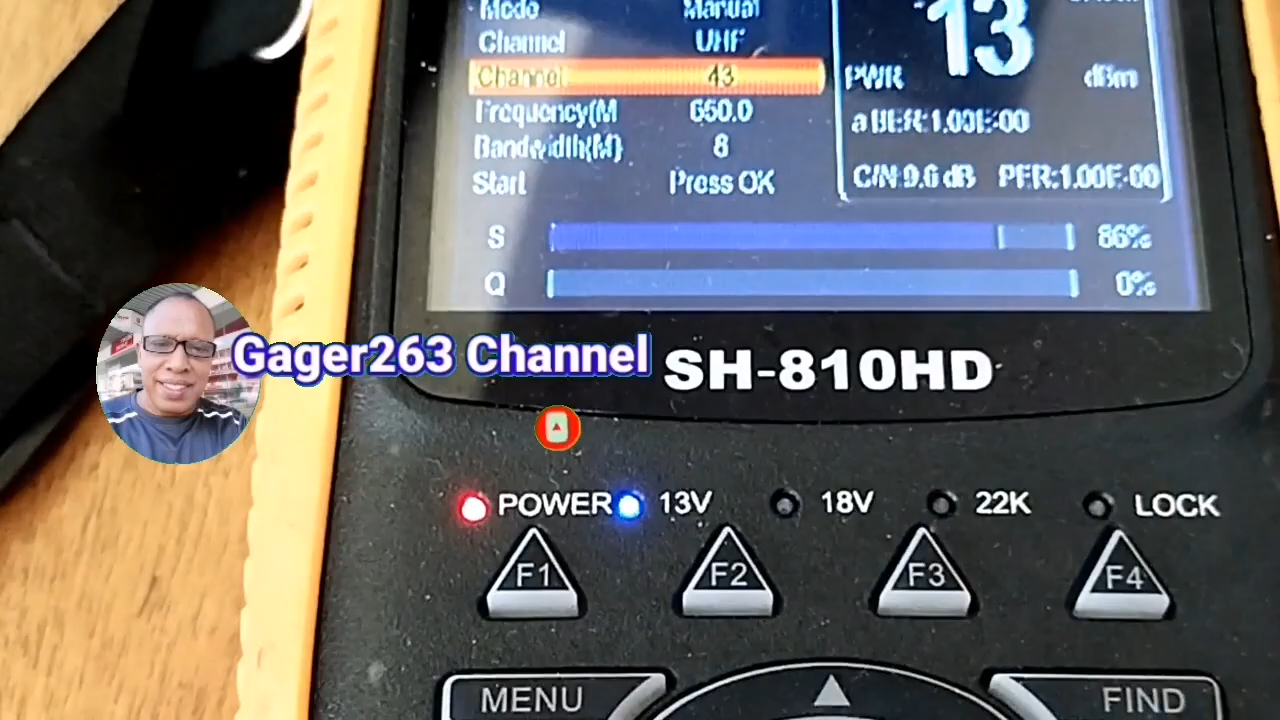 Mode Manual
Channel UHF
Channel 43
Frequency(M 650.0
Bandwidth(M) 8
Start Press OK
13
PWR dBm
aBER:1.00E-00
C/N:9.6 dB PER:1.00E-00
S 86%
Q 0%
Gager263 Channel
SH-810HD
POWER 13V 18V 22K LOCK
F1 F2 F3 F4
MENU FIND